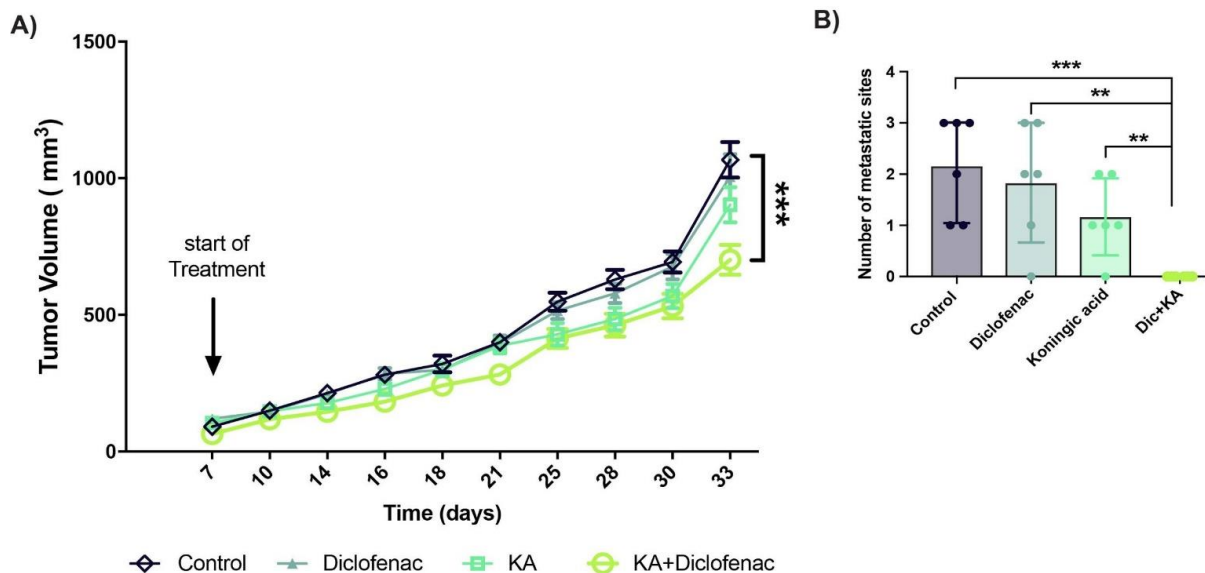 A)
Tumor Volume ( mm³)
1500
1000
500
0
start of
Treatment
***
7 10 14 16 18 21 25 28 30 33
Time (days)
Control Diclofenac KA KA+Diclofenac
B)
Number of metastatic sites
4
3
2
1
0
***
**
**
Control Diclofenac Koningic acid Dic+KA